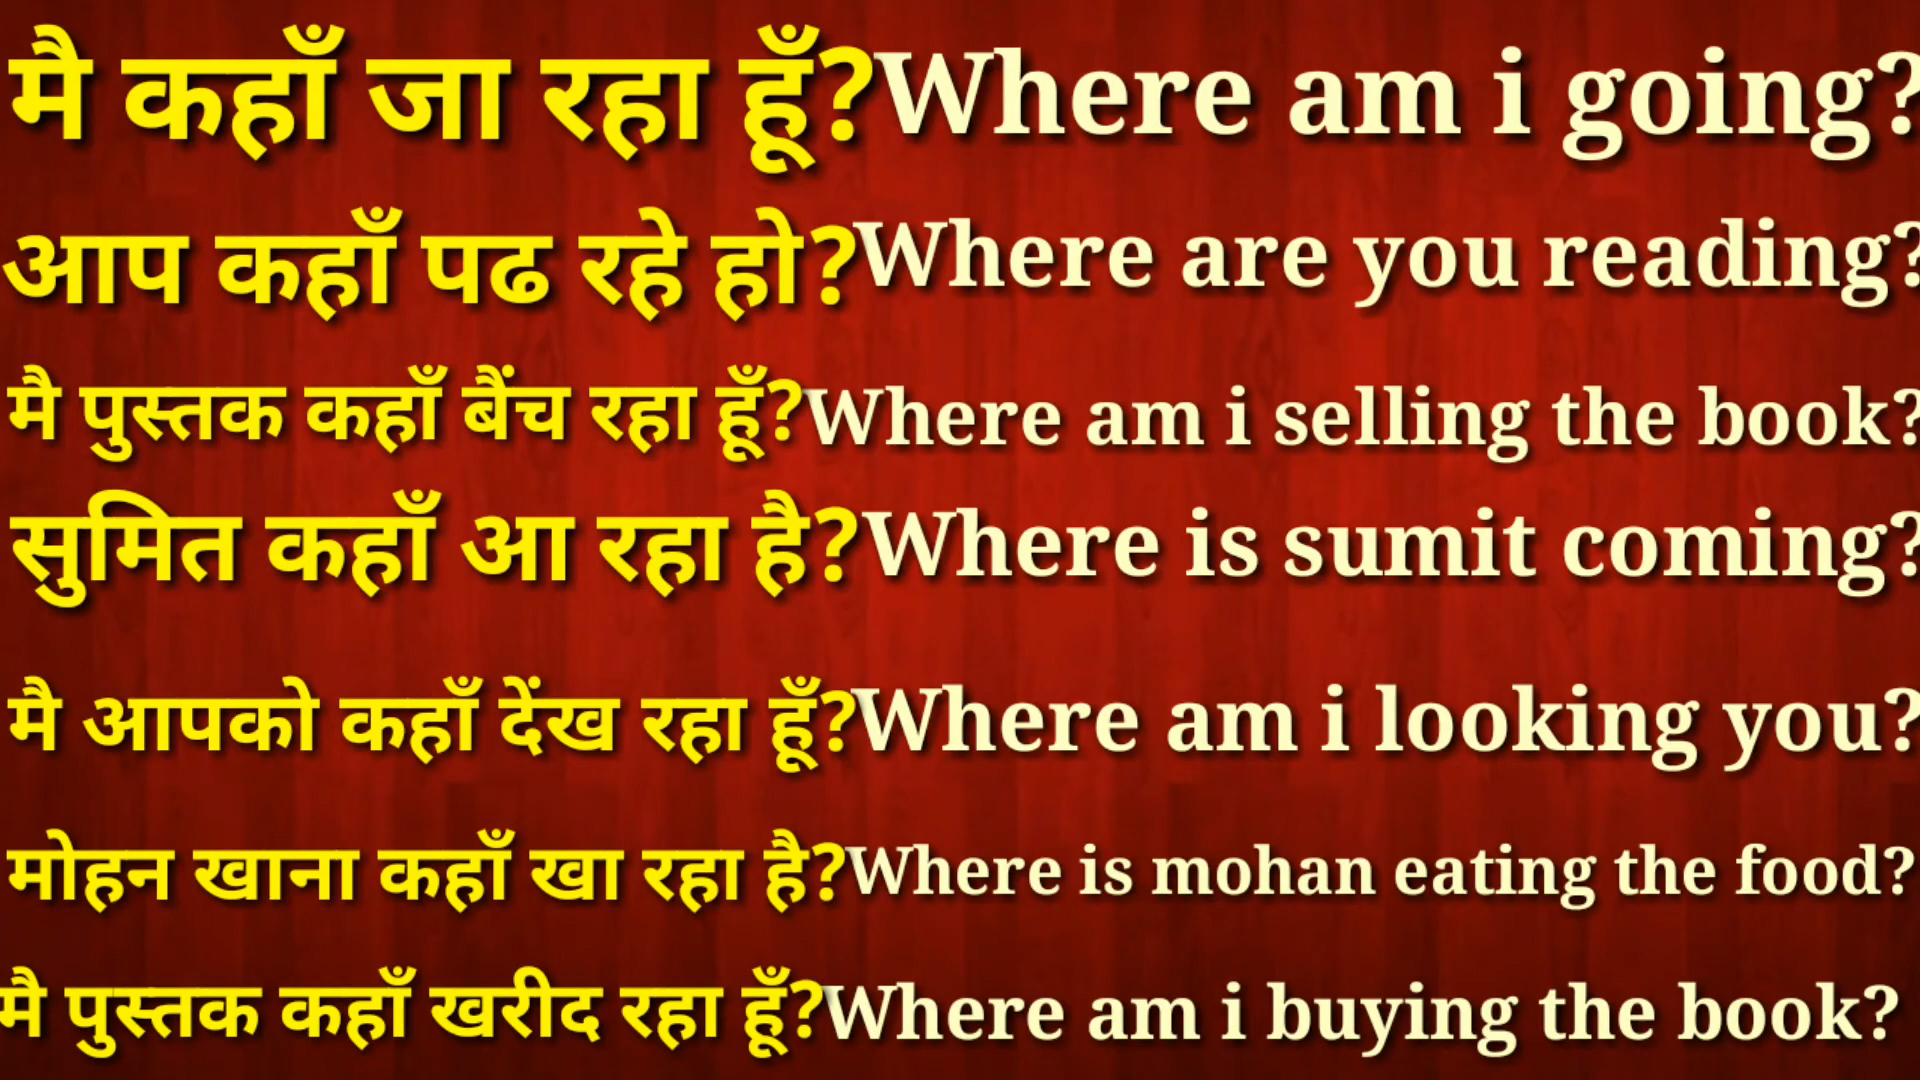 मै कहाँ जा रहा हूँ?Where am i going?
आप कहाँ पढ रहे हो?Where are you reading?
मै पुस्तक कहाँ बैंच रहा हूँ?Where am i selling the book?
सुमित कहाँ आ रहा है?Where is sumit coming?
मै आपको कहाँ देंख रहा हूँ?Where am i looking you?
मोहन खाना कहाँ खा रहा है?Where is mohan eating the food?
मै पुस्तक कहाँ खरीद रहा हूँ?Where am i buying the book?